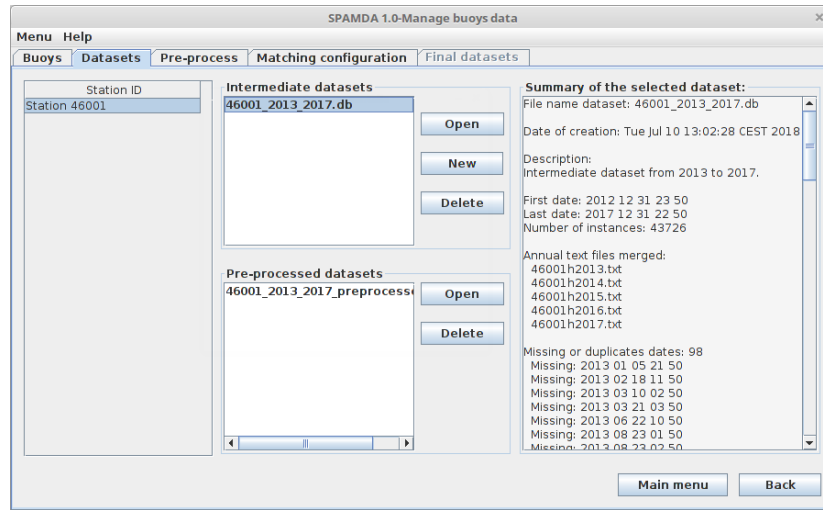 SPAMDA 1.0-Manage buoys data
Menu Help
Buoys Datasets Pre-process Matching configuration Final datasets
Station ID
Station 46001
Intermediate datasets
46001_2013_2017.db
Open
New
Delete
Pre-processed datasets
46001_2013_2017_preprocesse
Open
Delete
Summary of the selected dataset:
File name dataset: 46001_2013_2017.db
Date of creation: Tue Jul 10 13:02:28 CEST 2018
Description:
Intermediate dataset from 2013 to 2017.
First date: 2012 12 31 23 50
Last date: 2017 12 31 22 50
Number of instances: 43726
Annual text files merged:
46001h2013.txt
46001h2014.txt
46001h2015.txt
46001h2016.txt
46001h2017.txt
Missing or duplicates dates: 98
Missing: 2013 01 05 21 50
Missing: 2013 02 18 11 50
Missing: 2013 03 10 02 50
Missing: 2013 03 21 03 50
Missing: 2013 06 22 10 50
Missing: 2013 08 23 01 50
Missing: 2013 08 23 02 50
Main menu Back